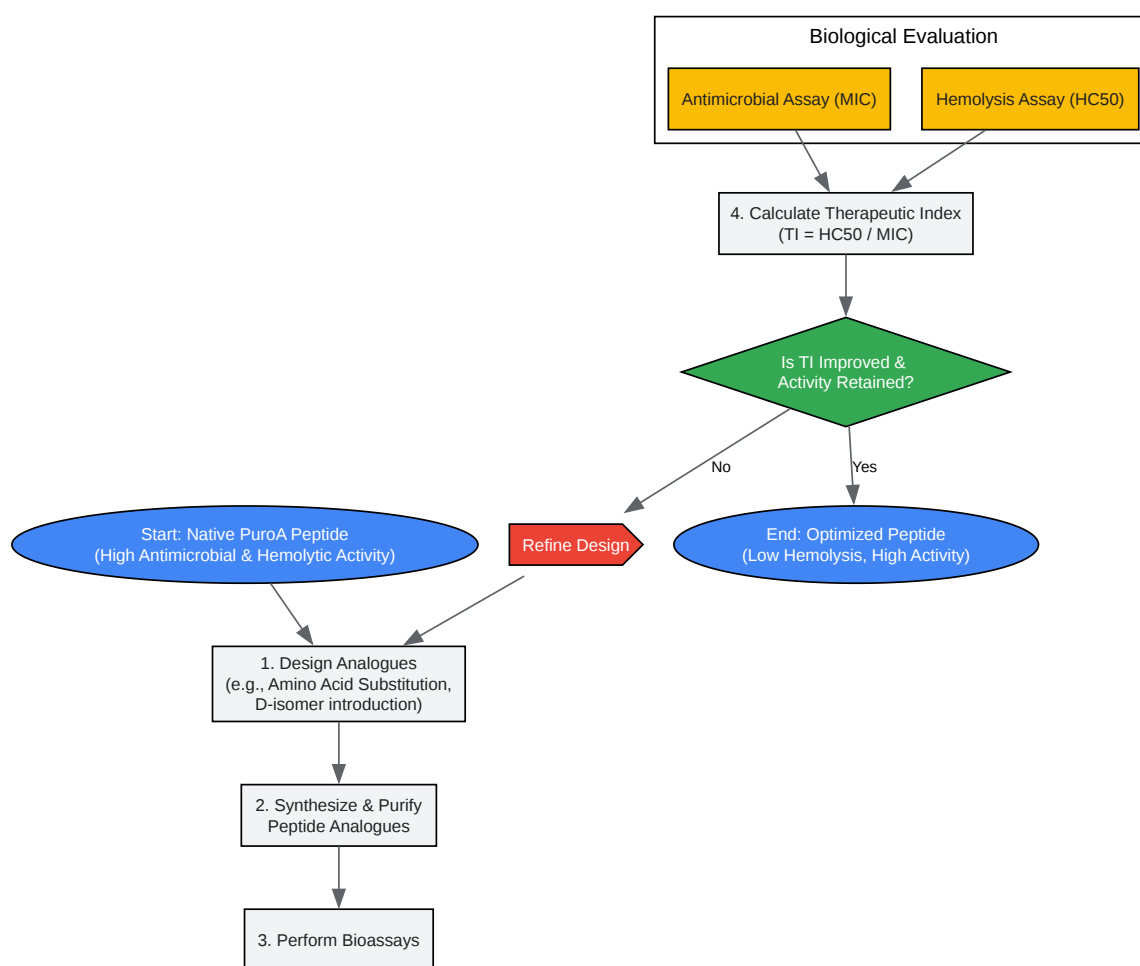 Biological Evaluation
Antimicrobial Assay (MIC)
Hemolysis Assay (HC50)
4. Calculate Therapeutic Index
(TI = HC50 / MIC)
Is TI Improved &
Activity Retained?
No
Yes
Start: Native PuroA Peptide
(High Antimicrobial & Hemolytic Activity)
Refine Design
End: Optimized Peptide
(Low Hemolysis, High Activity)
1. Design Analogues
(e.g., Amino Acid Substitution,
D-isomer introduction)
2. Synthesize & Purify
Peptide Analogues
3. Perform Bioassays